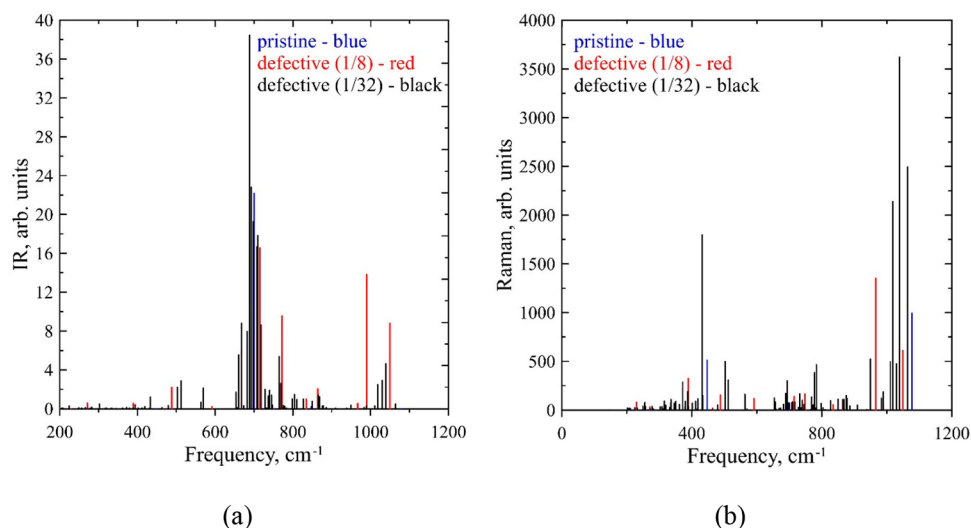 40
36
32
28
24
20
16
12
8
4
0
IR, arb. units
pristine - blue
defective (1/8) - red
defective (1/32) - black
200 400 600 800 1000 1200
Frequency, cm⁻¹
(a)
4000
3500
3000
2500
2000
1500
1000
500
0
Raman, arb. units
pristine - blue
defective (1/8) - red
defective (1/32) - black
0 400 800 1200
Frequency, cm⁻¹
(b)